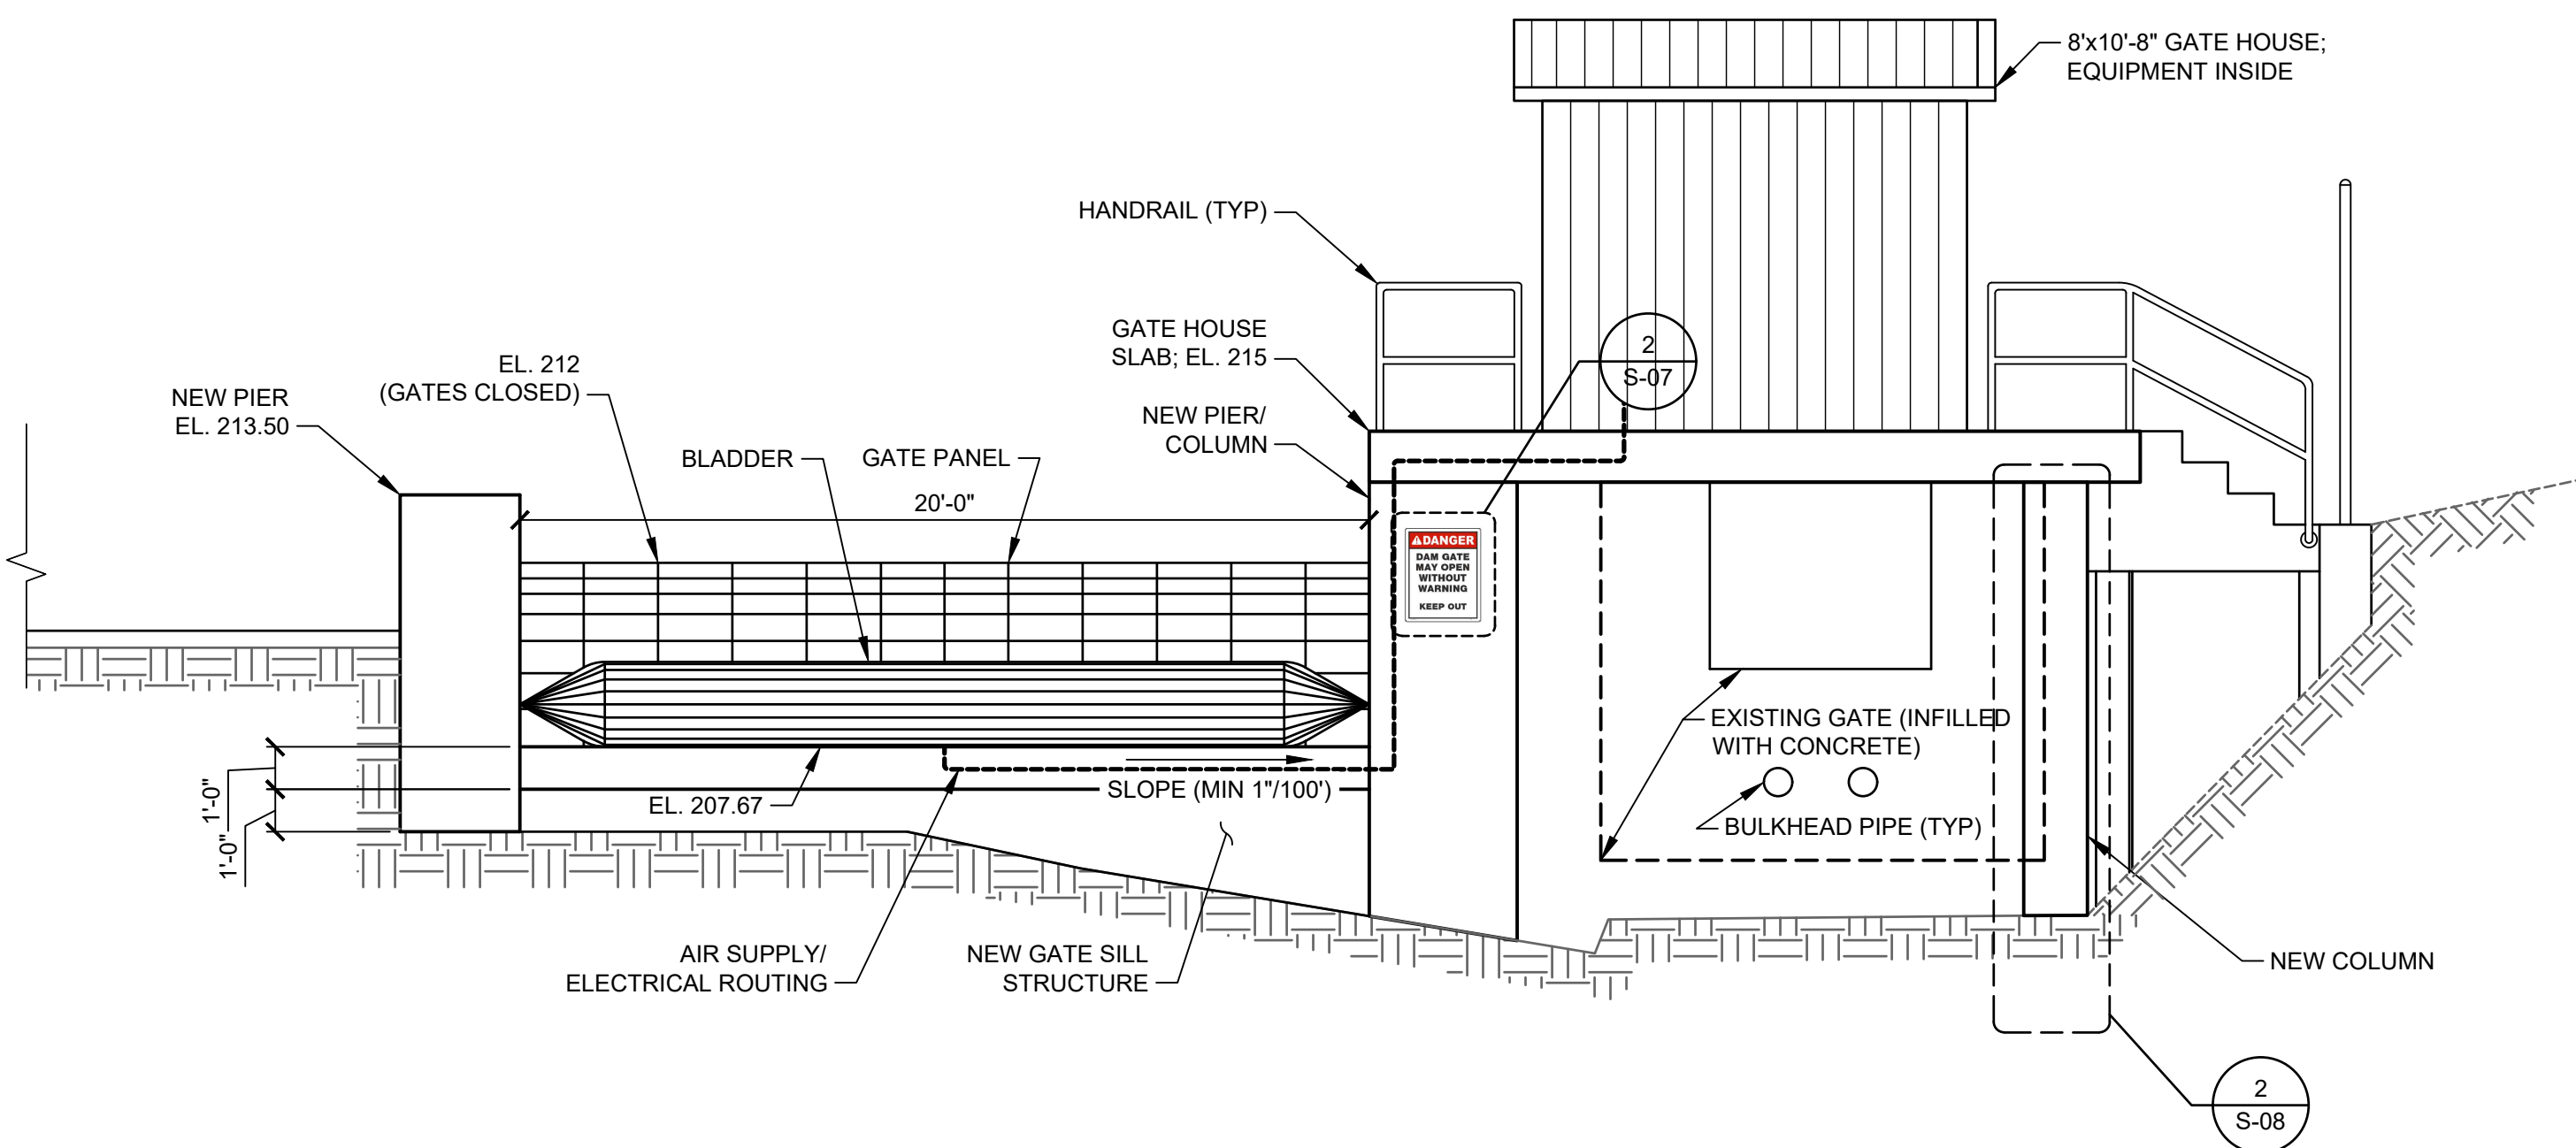 8'x10'-8" GATE HOUSE;
EQUIPMENT INSIDE
HANDRAIL (TYP)
GATE HOUSE
SLAB; EL. 215
2
S-07
EL. 212
(GATES CLOSED)
NEW PIER
EL. 213.50
NEW PIER/
COLUMN
BLADDER
GATE PANEL
20'-0"
DANGER
DAM GATE
MAY OPEN
WITHOUT
WARNING
KEEP OUT
EXISTING GATE (INFILLED
WITH CONCRETE)
BULKHEAD PIPE (TYP)
1'-0"
1'-0"
EL. 207.67
SLOPE (MIN 1"/100')
AIR SUPPLY/
ELECTRICAL ROUTING
NEW GATE SILL
STRUCTURE
NEW COLUMN
2
S-08